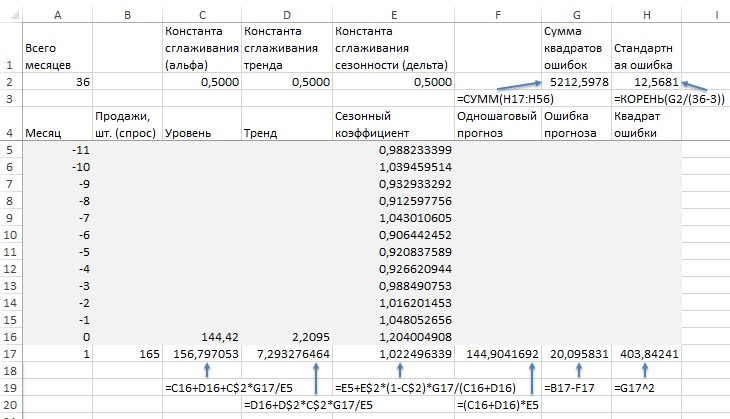 A B C D E F G H I
1 Всего месяцев Константа сглаживания (альфа) Константа сглаживания тренда Константа сглаживания сезонности (дельта) Сумма квадратов ошибок Стандартн ая ошибка
2 36 0,5000 0,5000 0,5000 5212,5978 12,5681
3 =СУММ(H17:H56) =КОРЕНЬ(G2/(36-3))
4 Месяц Продажи, шт. (спрос) Уровень Тренд Сезонный коэффициент Одношаговый прогноз Ошибка прогноза Квадрат ошибки
5 -11 0,988233399
6 -10 1,039459514
7 -9 0,932933292
8 -8 0,912597756
9 -7 1,043010605
10 -6 0,906442452
11 -5 0,920837589
12 -4 0,926620944
13 -3 0,988490753
14 -2 1,016201453
15 -1 1,048052656
16 0 144,42 2,2095 1,204004908
17 1 165 156,797053 7,293276464 1,022496339 144,9041692 20,095831 403,84241
18
19 =C16+D16+C$2*G17/E5 =E5+E$2*(1-C$2)*G17/(C16+D16) =B17-F17 =G17^2
20 =D16+D$2*C$2*G17/E5 =(C16+D16)*E5